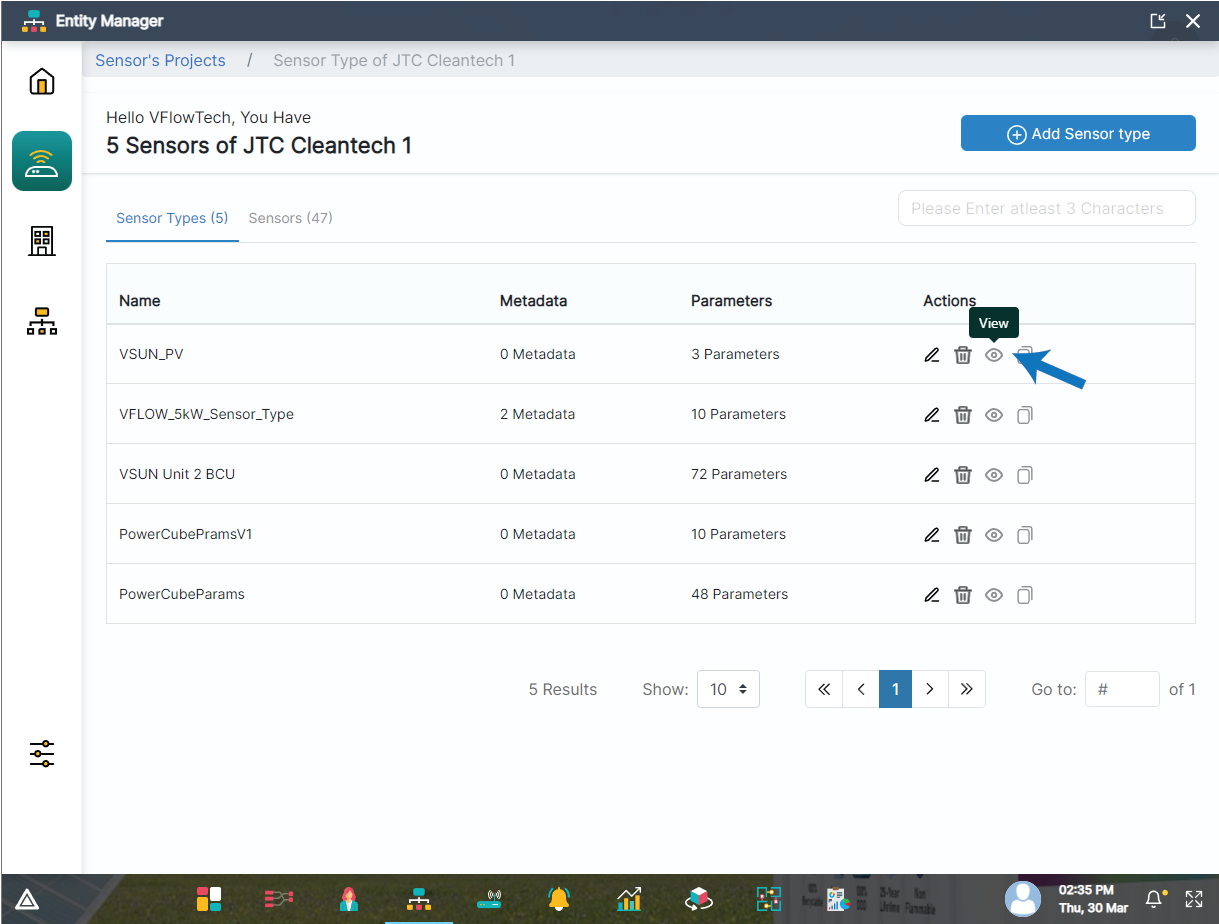 Entity Manager
Sensor's Projects / Sensor Type of JTC Cleantech 1
Hello VFlowTech, You Have
5 Sensors of JTC Cleantech 1
Add Sensor type
Sensor Types (5) Sensors (47)
Please Enter atleast 3 Characters
Name Metadata Parameters Actions
View
VSUN_PV 0 Metadata 3 Parameters
VFLOW_5kW_Sensor_Type 2 Metadata 10 Parameters
VSUN Unit 2 BCU 0 Metadata 72 Parameters
PowerCubePramsV1 0 Metadata 10 Parameters
PowerCubeParams 0 Metadata 48 Parameters
5 Results Show: 10 1 Go to: # of 1
02:35 PM
Thu, 30 Mar